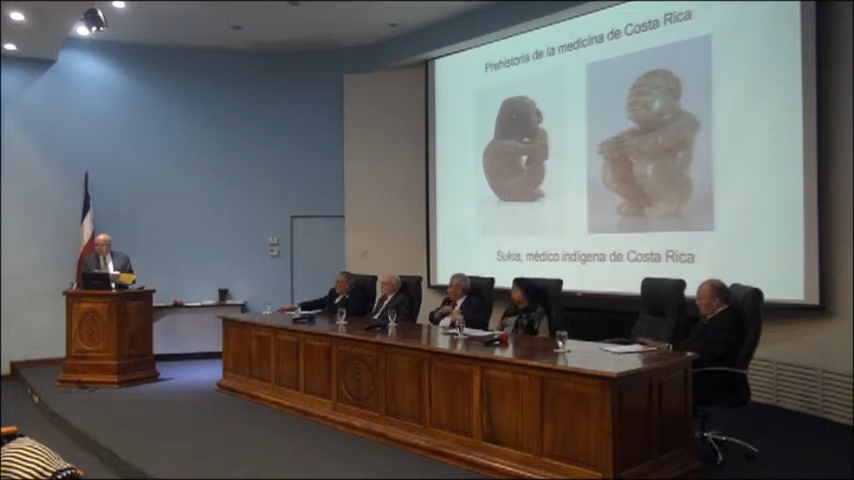 Prehistoria de la medicina de Costa Rica
Sukia, médico indígena de Costa Rica